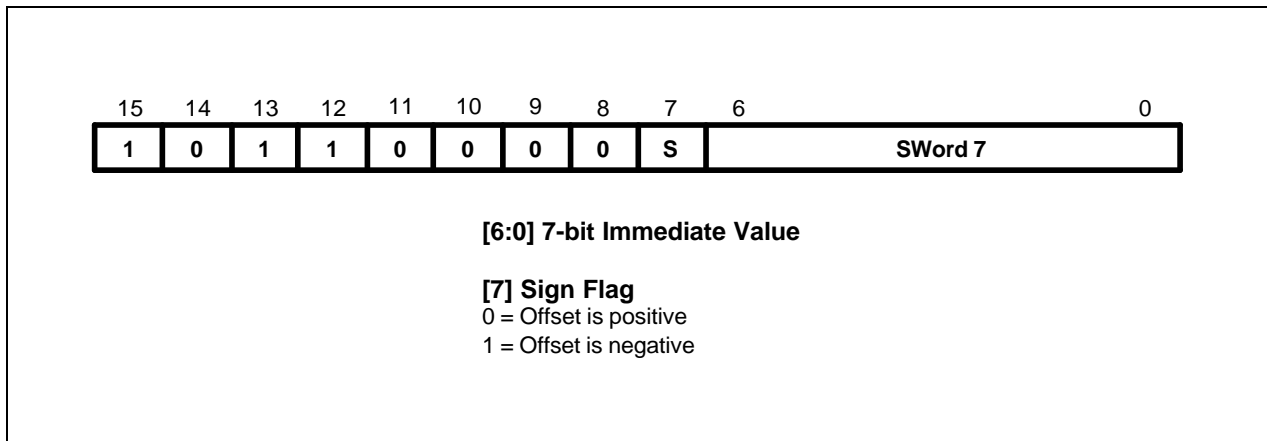 15 14 13 12 11 10 9 8 7 6 0
1 0 1 1 0 0 0 0 S SWord 7
[6:0] 7-bit Immediate Value
[7] Sign Flag
0 = Offset is positive
1 = Offset is negative